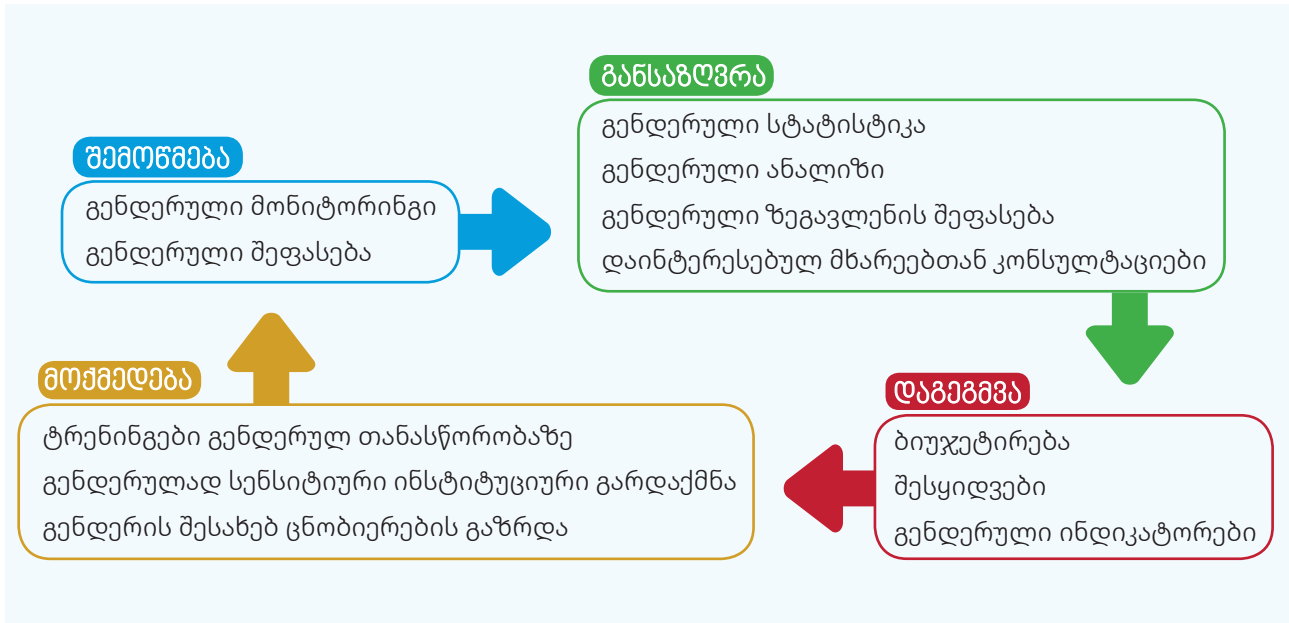 განსაზღვრა
გენდერული სტატისტიკა
გენდერული ანალიზი
გენდერული ზეგავლენის შეფასება
დაინტერესებულ მხარეებთან კონსულტაციები
დაგეგმვა
ბიუჯეტირება
შესყიდვები
გენდერული ინდიკატორები
მოქმედება
ტრენინგები გენდერულ თანასწორობაზე
გენდერულად სენსიტიური ინსტიტუციური გარდაქმნა
გენდერის შესახებ ცნობიერების გაზრდა
შემოწმება
გენდერული მონიტორინგი
გენდერული შეფასება